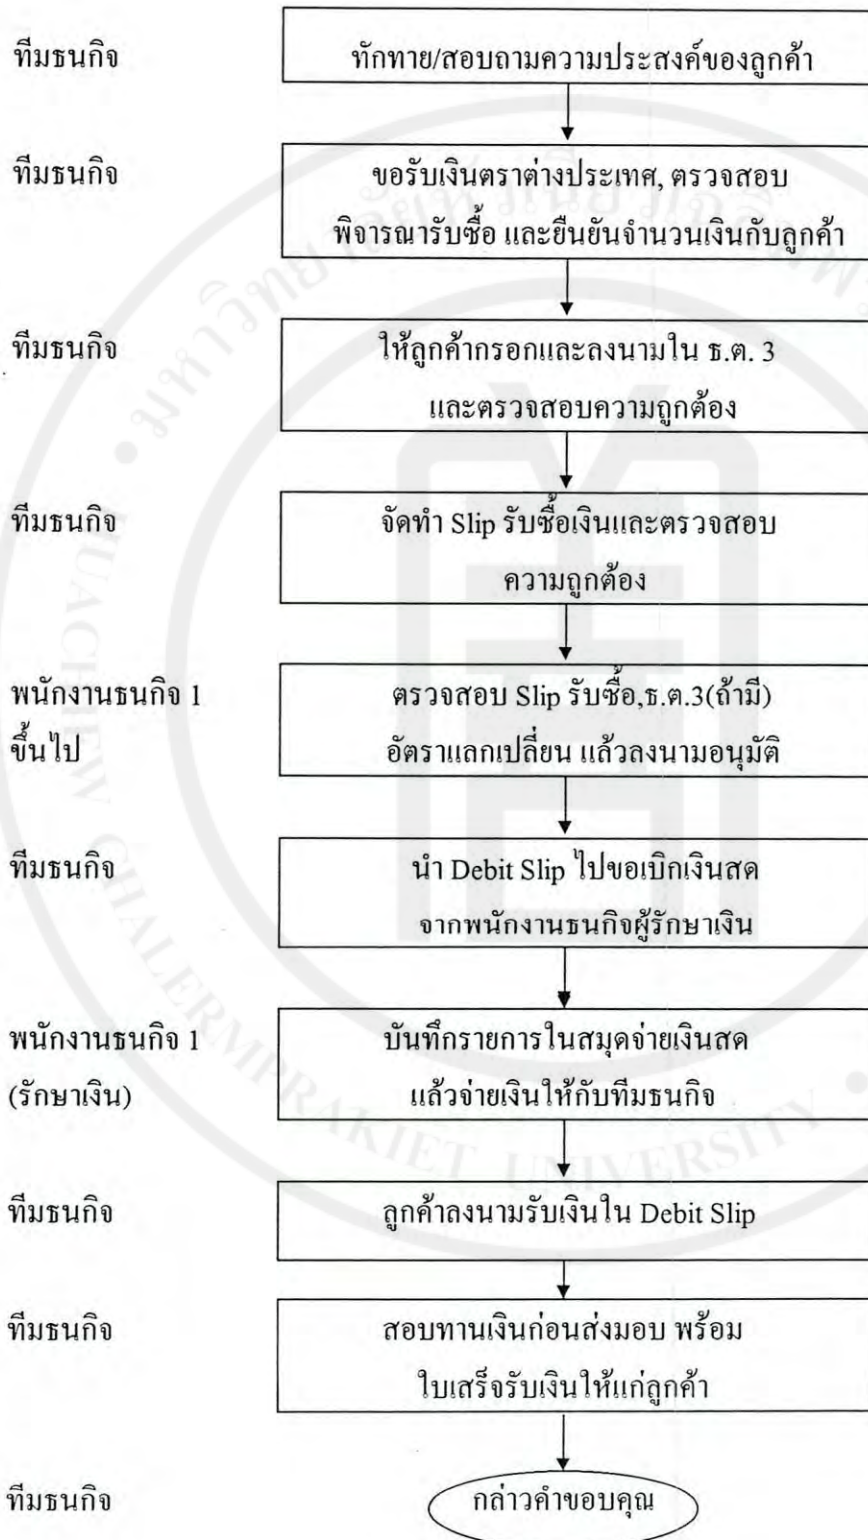 ทีมธนกิจ
ทักทาย/สอบถามความประสงค์ของลูกค้า
ทีมธนกิจ
ขอรับเงินตราต่างประเทศ, ตรวจสอบ
พิจารณารับซื้อ และยืนยันจำนวนเงินกับลูกค้า
ทีมธนกิจ
ให้ลูกค้ากรอกและลงนามใน ธ.ต. 3
และตรวจสอบความถูกต้อง
ทีมธนกิจ
จัดทำ Slip รับซื้อเงินและตรวจสอบ
ความถูกต้อง
พนักงานธนกิจ 1
ขึ้นไป
ตรวจสอบ Slip รับซื้อ,ธ.ต.3(ถ้ามี)
อัตราแลกเปลี่ยน แล้วลงนามอนุมัติ
ทีมธนกิจ
นำ Debit Slip ไปขอเบิกเงินสด
จากพนักงานธนกิจผู้รักษาเงิน
พนักงานธนกิจ 1
(รักษาเงิน)
บันทึกรายการในสมุดจ่ายเงินสด
แล้วจ่ายเงินให้กับทีมธนกิจ
ทีมธนกิจ
ลูกค้าลงนามรับเงินใน Debit Slip
ทีมธนกิจ
สอบทานเงินก่อนส่งมอบ พร้อม
ใบเสร็จรับเงินให้แก่ลูกค้า
ทีมธนกิจ
กล่าวคำขอบคุณ
HUACHIEW CHALERMPRAKIET UNIVERSITY